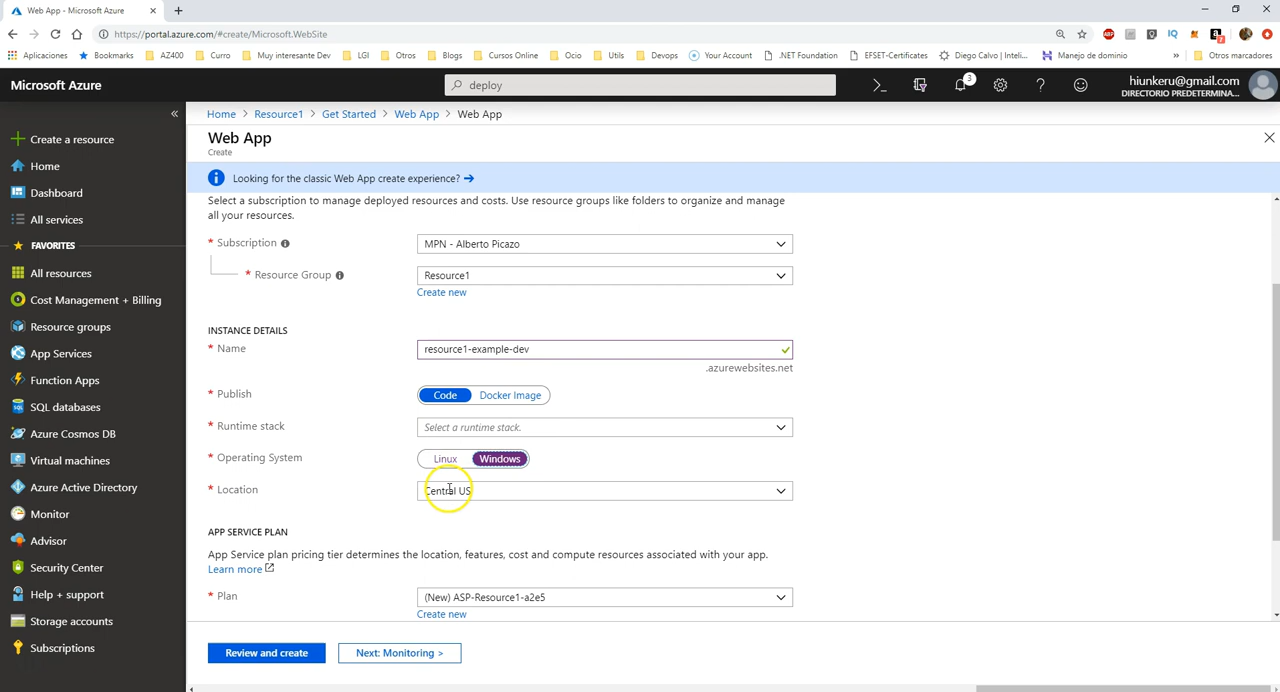 Web App - Microsoft Azure
https://portal.azure.com/#create/Microsoft.WebSite
Aplicaciones
Bookmarks
AZ400
Curro
Muy interesante Dev
LGI
Otros
Blogs
Cursos Online
Ocio
Utils
Devops
Your Account
.NET Foundation
EFSET-Certificates
Diego Calvo | Inteli...
Manejo de dominio
»
Otros marcadores
Microsoft Azure
deploy
3
hiunkeru@gmail.com
DIRECTORIO PREDETERMINA...
«
Create a resource
Home
Dashboard
All services
FAVORITES
All resources
Cost Management + Billing
Resource groups
App Services
Function Apps
SQL databases
Azure Cosmos DB
Virtual machines
Azure Active Directory
Monitor
Advisor
Security Center
Help + support
Storage accounts
Subscriptions
Home > Resource1 > Get Started > Web App > Web App
Web App
Create
Looking for the classic Web App create experience? →
Select a subscription to manage deployed resources and costs. Use resource groups like folders to organize and manage
all your resources.
* Subscription
MPN - Alberto Picazo
* Resource Group
Resource1
Create new
INSTANCE DETAILS
* Name
resource1-example-dev
.azurewebsites.net
* Publish
Code Docker Image
* Runtime stack
Select a runtime stack.
* Operating System
Linux Windows
* Location
Central US
APP SERVICE PLAN
App Service plan pricing tier determines the location, features, cost and compute resources associated with your app.
Learn more
* Plan
(New) ASP-Resource1-a2e5
Create new
Review and create
Next: Monitoring >